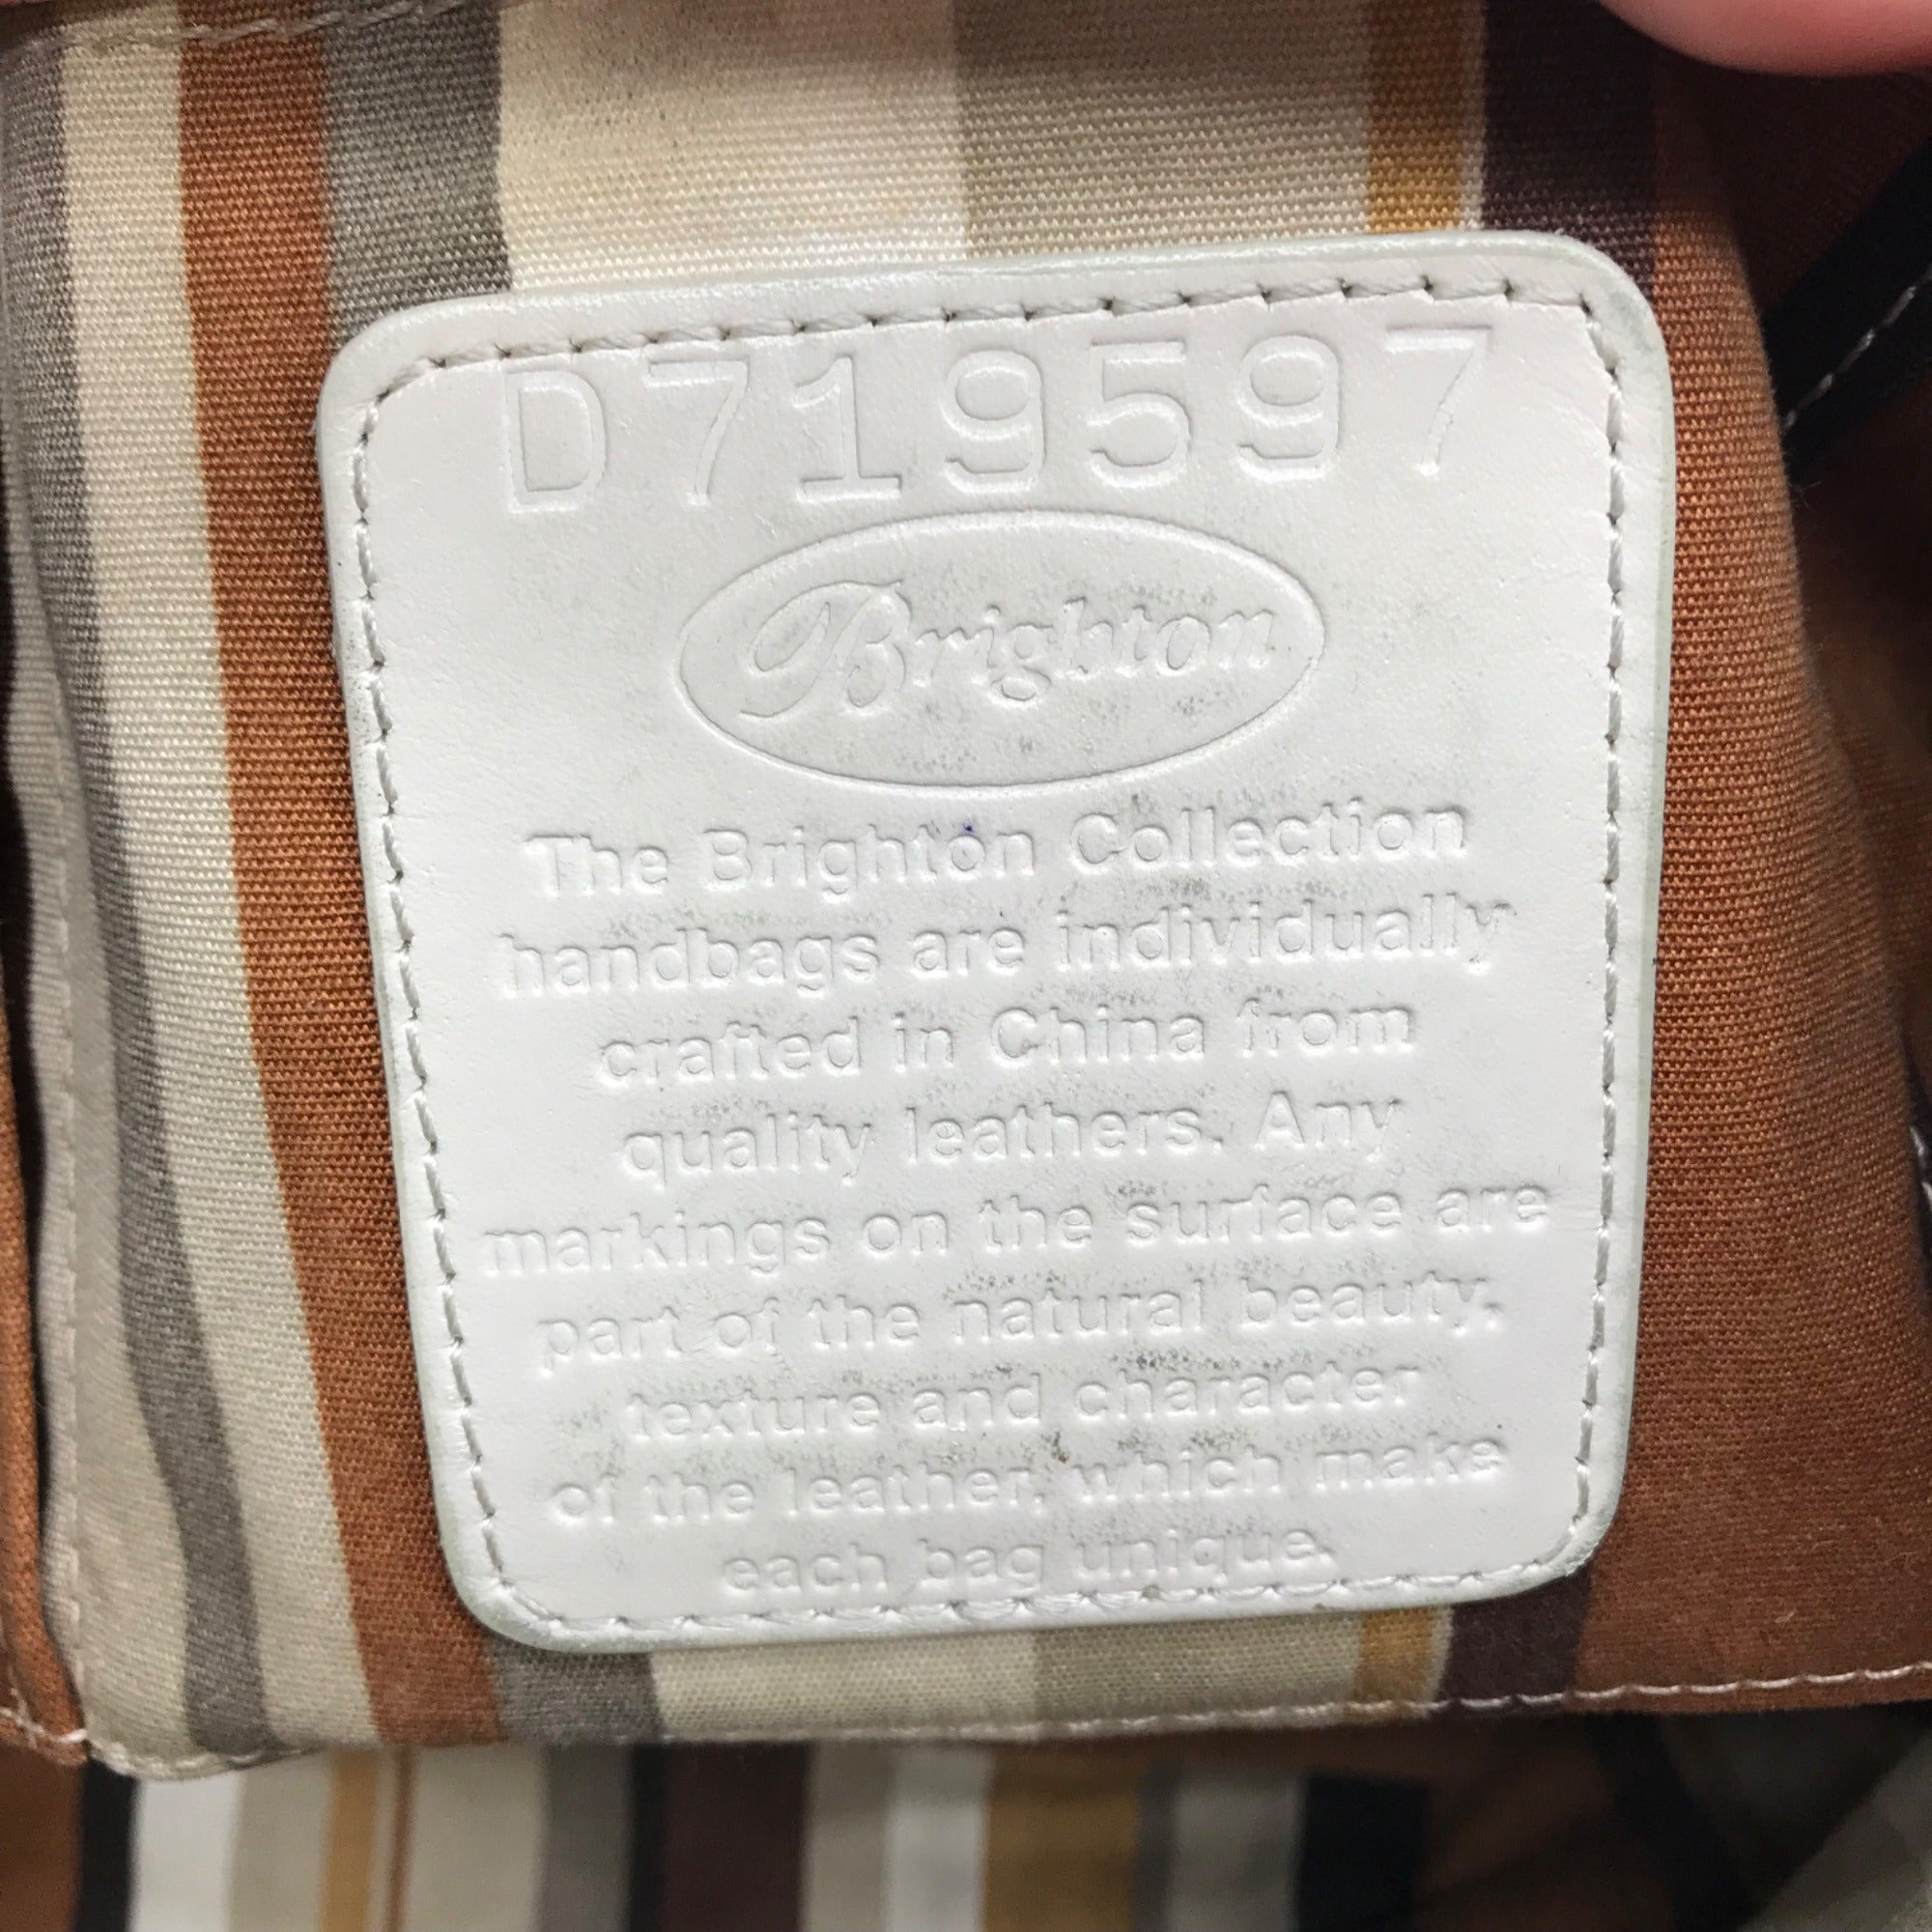 D719597
Brighton
The Brighton Collection
handbags are individually
crafted in China from
quality leathers. Any
markings on the surface are
part of the natural beauty,
texture and character
of the leather, which make
each bag unique.